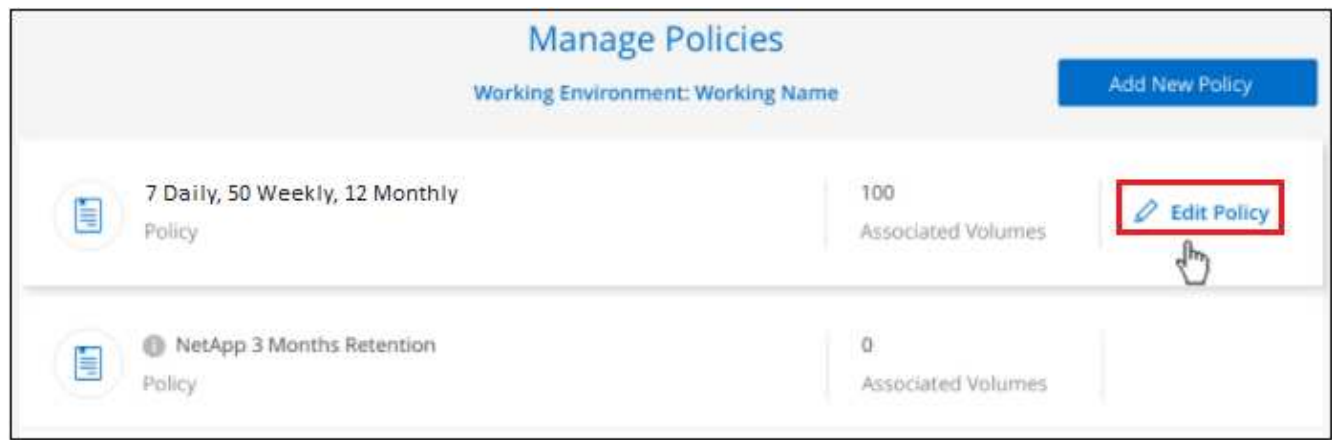 Manage Policies
Working Environment: Working Name
Add New Policy
7 Daily, 50 Weekly, 12 Monthly
Policy
100
Associated Volumes
Edit Policy
NetApp 3 Months Retention
Policy
0
Associated Volumes